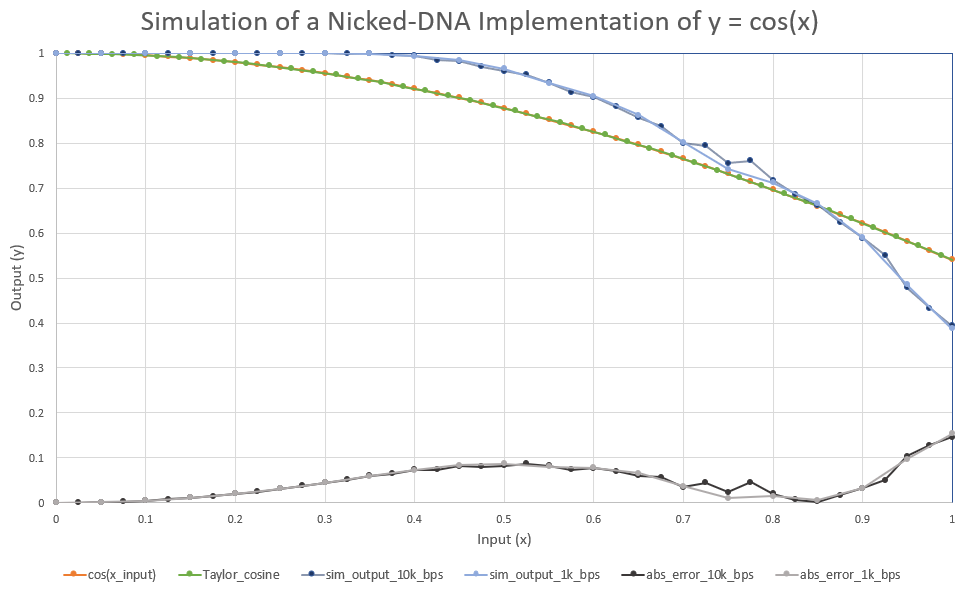 Simulation of a Nicked-DNA Implementation of y = cos(x)
1
0.9
0.8
0.7
0.6
0.5
0.4
0.3
0.2
0.1
0
Output (y)
0 0.1 0.2 0.3 0.4 0.5 0.6 0.7 0.8 0.9 1
Input (x)
cos(x_input) Taylor_cosine sim_output_10k_bps sim_output_1k_bps abs_error_10k_bps abs_error_1k_bps